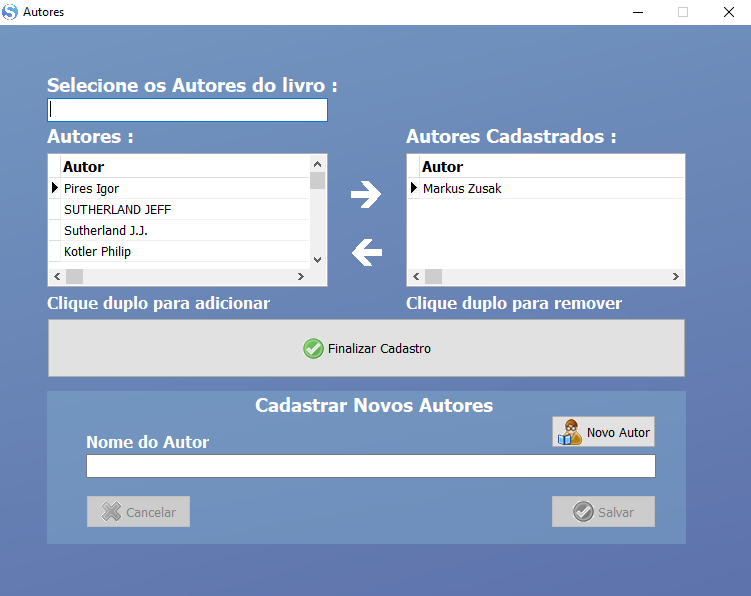 Autores
Selecione os Autores do livro :
Autores :
Autor
Pires Igor
SUTHERLAND JEFF
Sutherland J.J.
Kotler Philip
Clique duplo para adicionar
Autores Cadastrados :
Autor
Markus Zusak
Clique duplo para remover
Finalizar Cadastro
Cadastrar Novos Autores
Novo Autor
Nome do Autor
Cancelar
Salvar